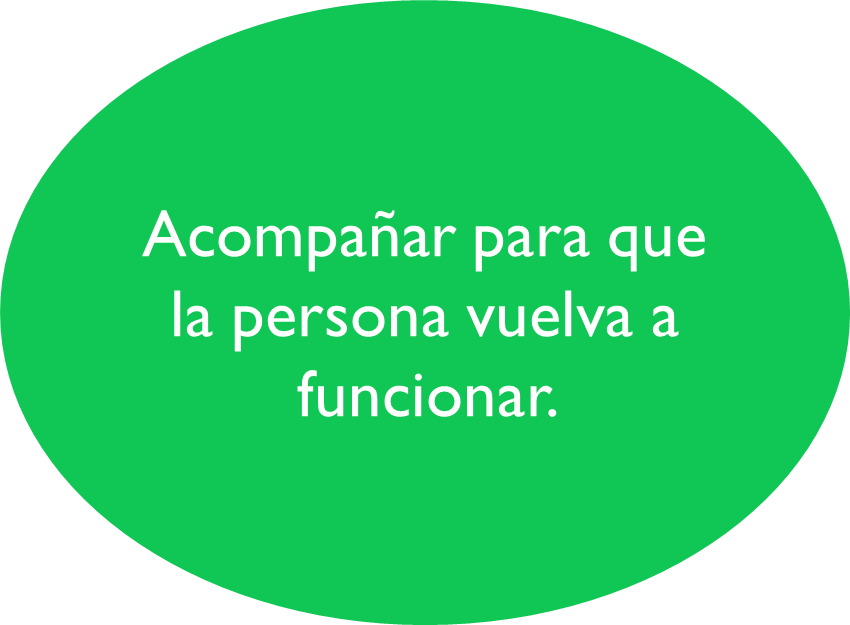 Acompañar para que
la persona vuelva a
funcionar.